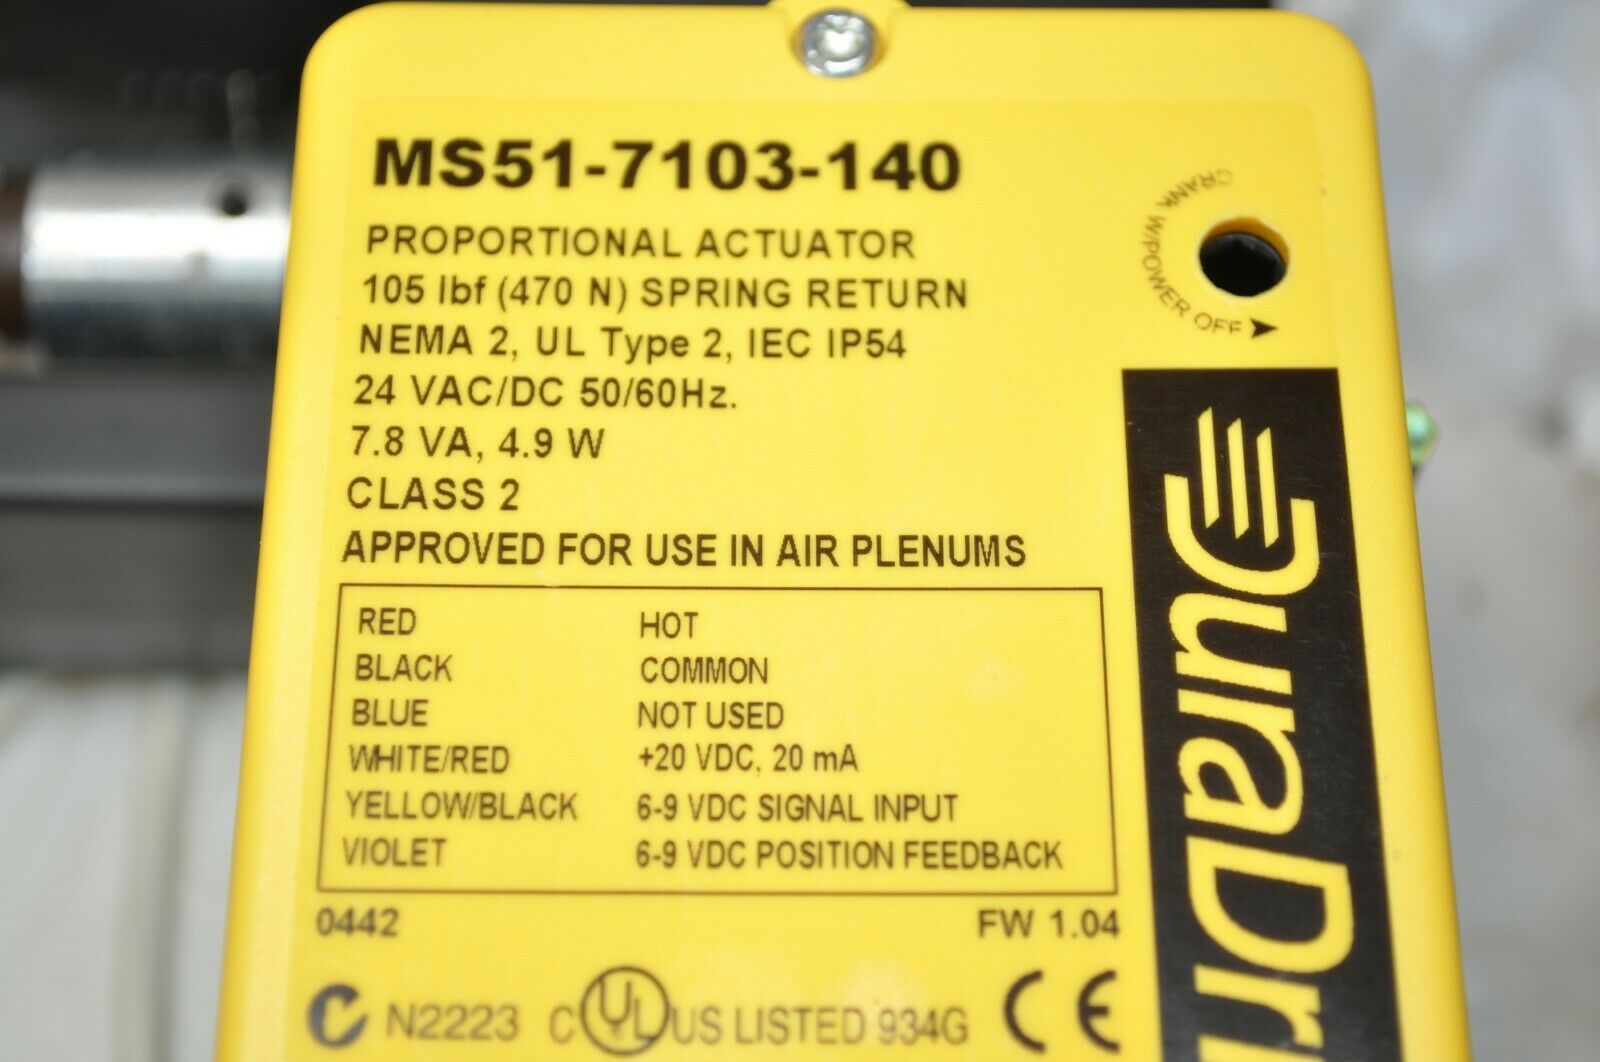 MS51-7103-140
PROPORTIONAL ACTUATOR
105 lbf (470 N) SPRING RETURN
NEMA 2, UL Type 2, IEC IP54
24 VAC/DC 50/60Hz.
7.8 VA, 4.9 W
CLASS 2
APPROVED FOR USE IN AIR PLENUMS
CRANK W/POWER OFF
RED HOT
BLACK COMMON
BLUE NOT USED
WHITE/RED +20 VDC, 20 mA
YELLOW/BLACK 6-9 VDC SIGNAL INPUT
VIOLET 6-9 VDC POSITION FEEDBACK
0442 FW 1.04
N2223 C UL US LISTED 934G CE
DuraDri